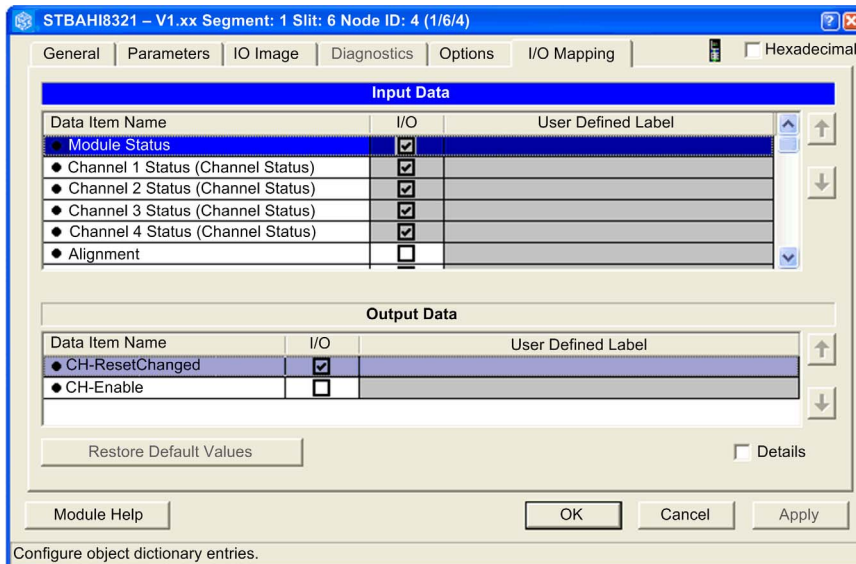 STBAHI8321 – V1.xx Segment: 1 Slit: 6 Node ID: 4 (1/6/4)
General Parameters IO Image Diagnostics Options I/O Mapping Hexadecimal
Input Data
Data Item Name I/O User Defined Label
Module Status
Channel 1 Status (Channel Status)
Channel 2 Status (Channel Status)
Channel 3 Status (Channel Status)
Channel 4 Status (Channel Status)
Alignment
Output Data
Data Item Name I/O User Defined Label
CH-ResetChanged
CH-Enable
Restore Default Values Details
Module Help OK Cancel Apply
Configure object dictionary entries.